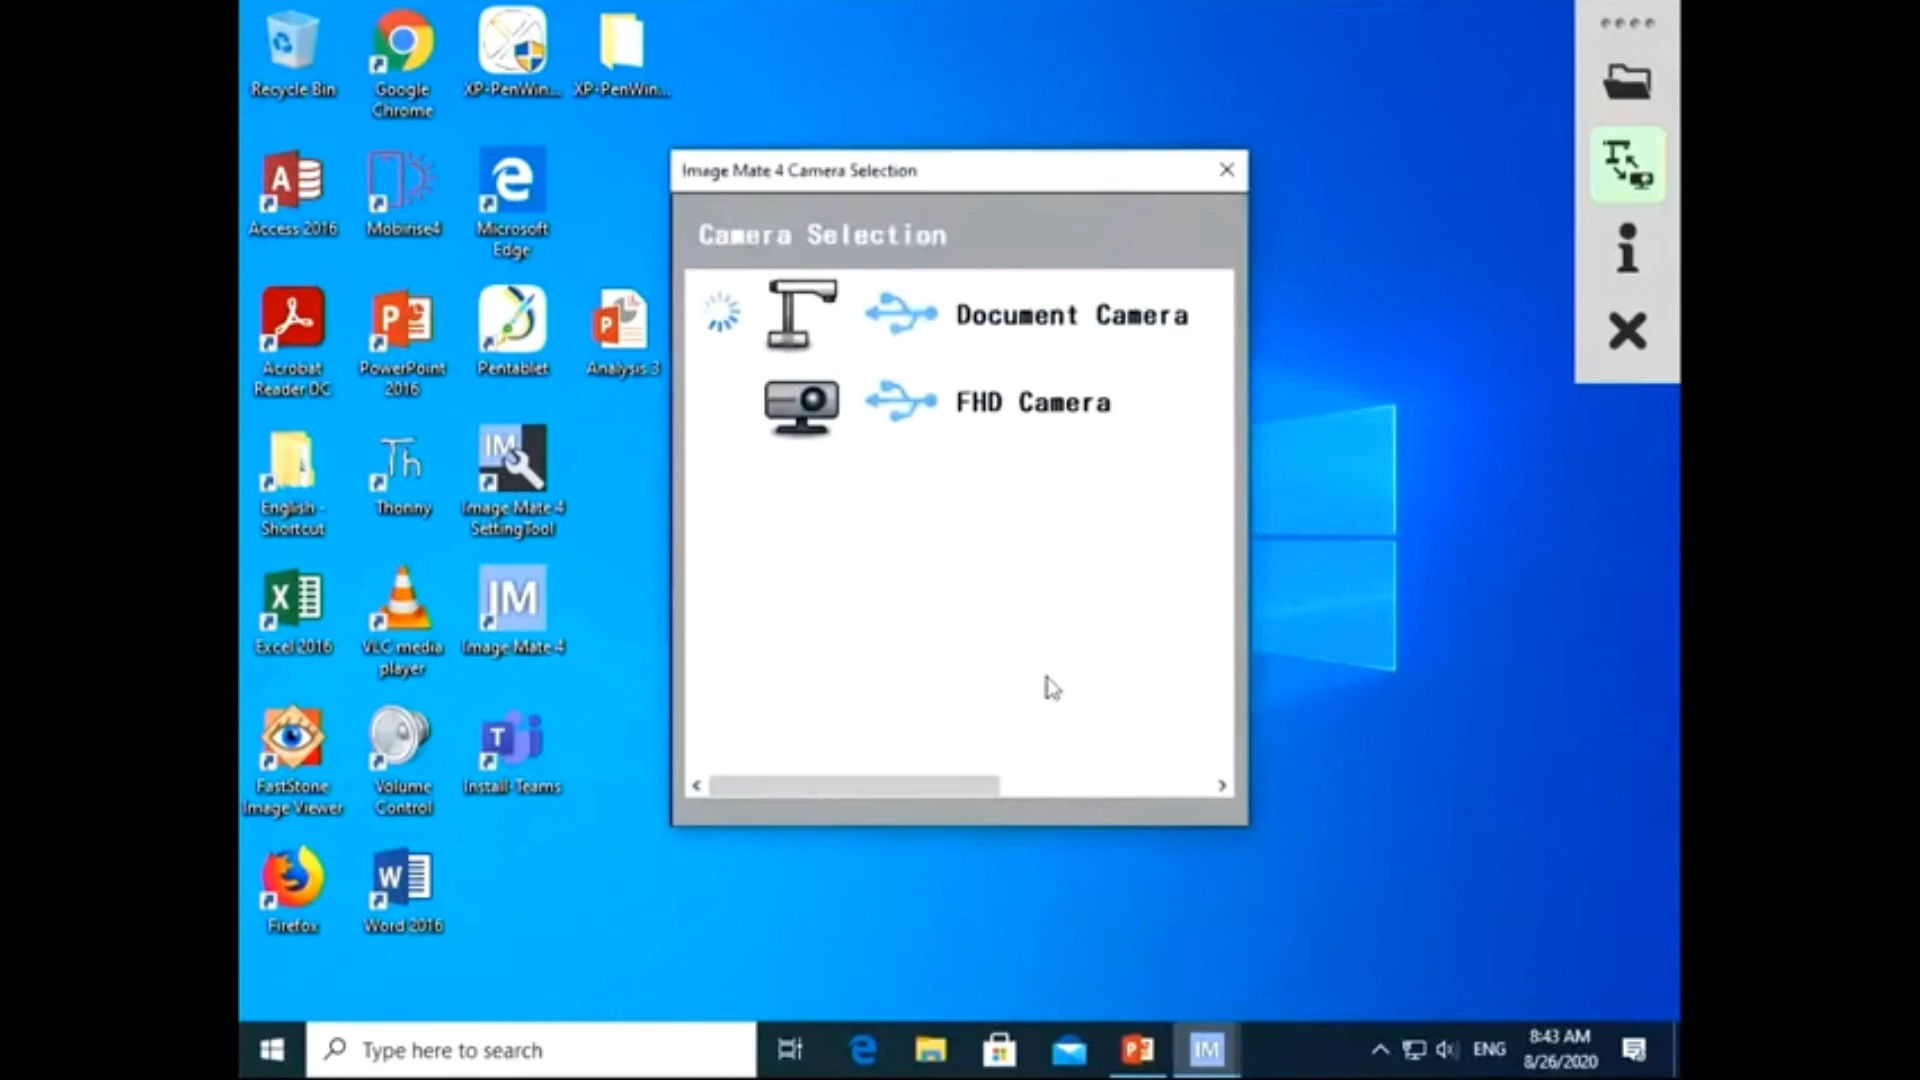 Recycle Bin
Google
Chrome
XP-PenWin...
XP-PenWin...
Access 2016
Mobirise4
Microsoft
Edge
Acrobat
Reader DC
PowerPoint
2016
Pentablet
Analysis 3
English -
Shortcut
Thonny
Image Mate 4
SettingTool
Excel 2016
VLC media
player
Image Mate 4
FastStone
Image Viewer
Volume
Control
Install-Teams
Firefox
Word 2016
Image Mate 4 Camera Selection
Camera Selection
Document Camera
FHD Camera
Type here to search
ENG
8:43 AM
8/26/2020